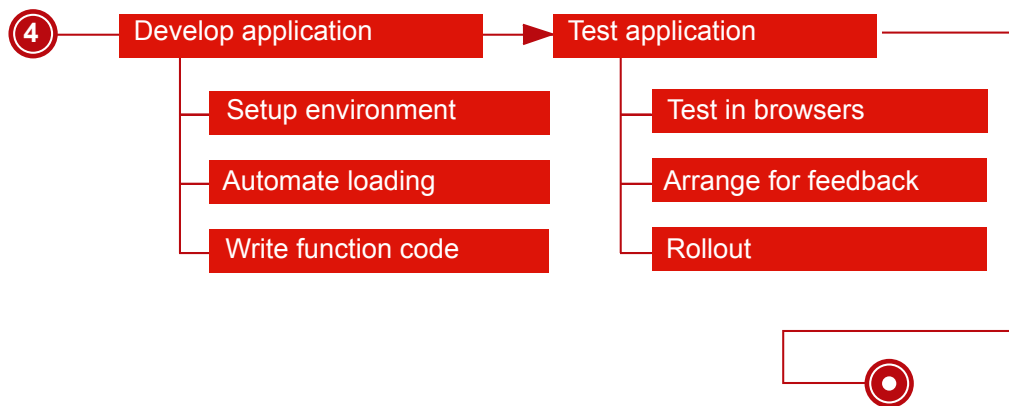 4
Develop application
Test application
Setup environment
Test in browsers
Automate loading
Arrange for feedback
Write function code
Rollout